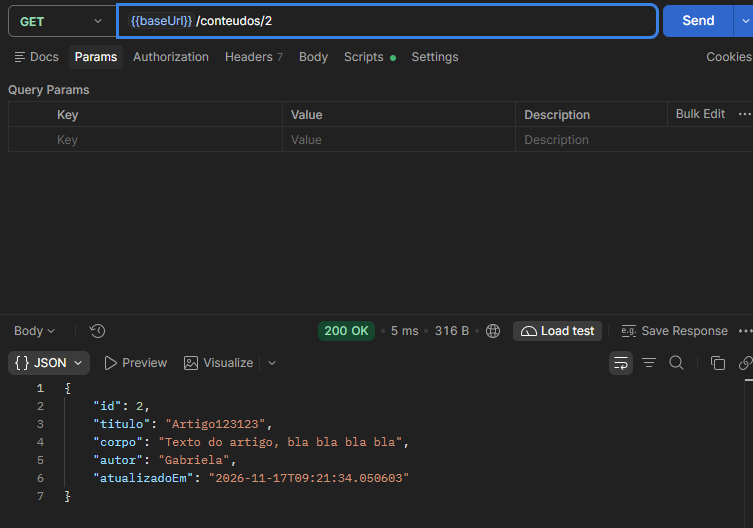 GET {{baseUrl}} /conteudos/2 Send
Docs Params Authorization Headers 7 Body Scripts Settings Cookies
Query Params
Key Value Description Bulk Edit ...
Key Value Description
Body 200 OK • 5 ms • 316 B • Load test e.g. Save Response ...
{} JSON Preview Visualize
1 {
2 "id": 2,
3 "titulo": "Artigo123123",
4 "corpo": "Texto do artigo, bla bla bla bla",
5 "autor": "Gabriela",
6 "atualizadoEm": "2026-11-17T09:21:34.050603"
7 }